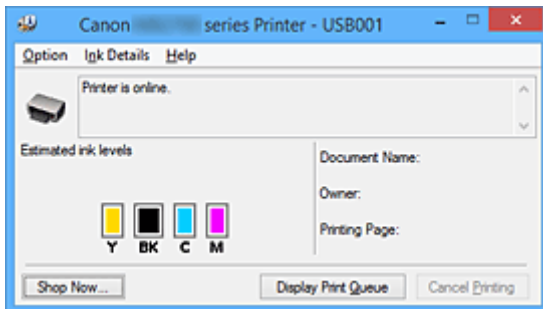 Canon series Printer - USB001
Option Ink Details Help
Printer is online.
Estimated ink levels
Document Name:
Owner:
Printing Page:
Y BK C M
Shop Now... Display Print Queue Cancel Printing